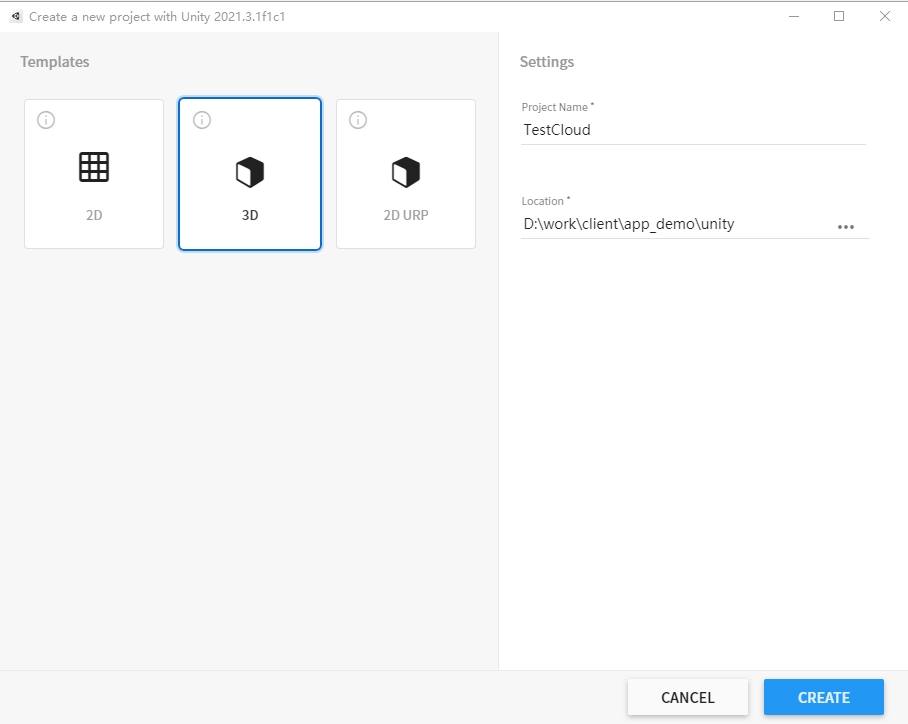 Create a new project with Unity 2021.3.1f1c1
Templates
2D
3D
2D URP
Settings
Project Name *
TestCloud
Location *
D:\work\client\app_demo\unity
CANCEL
CREATE